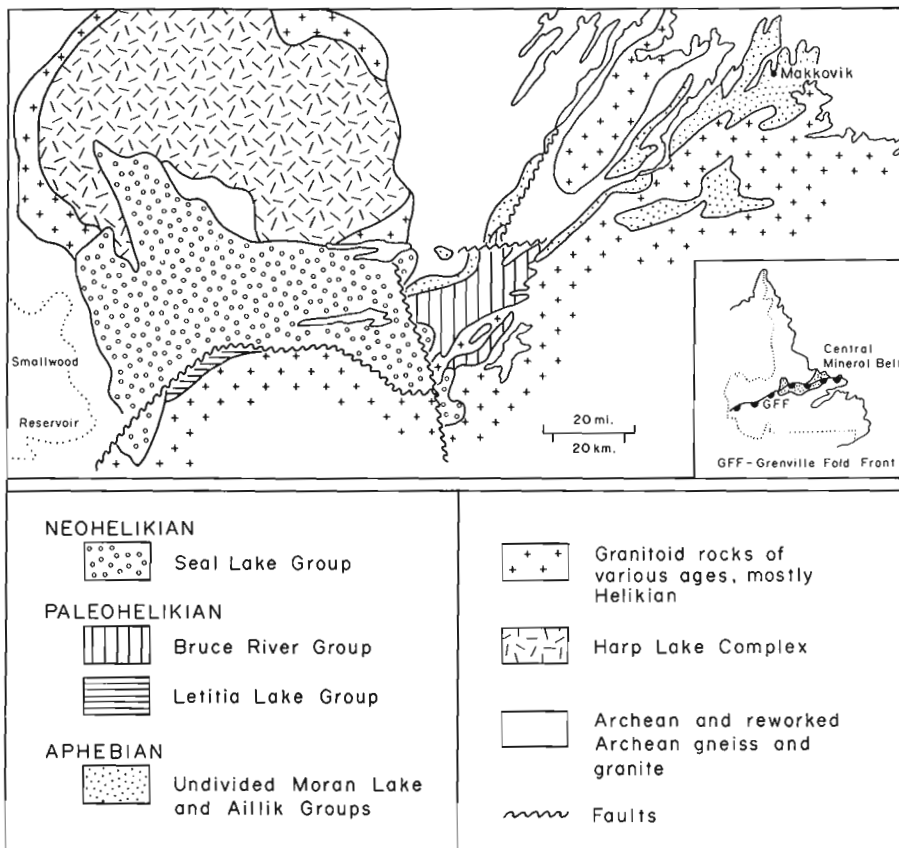 Makkovik
Smallwood
Reservoir
20 mi.
20 km.
Central
Mineral Belt
GFF
GFF-Grenville Fold Front
NEOHELIKIAN
Seal Lake Group
PALEOHELIKIAN
Bruce River Group
Letitia Lake Group
APHEBIAN
Undivided Moran Lake
and Aillik Groups
Granitoid rocks of
various ages, mostly
Helikian
Harp Lake Complex
Archean and reworked
Archean gneiss and
granite
Faults